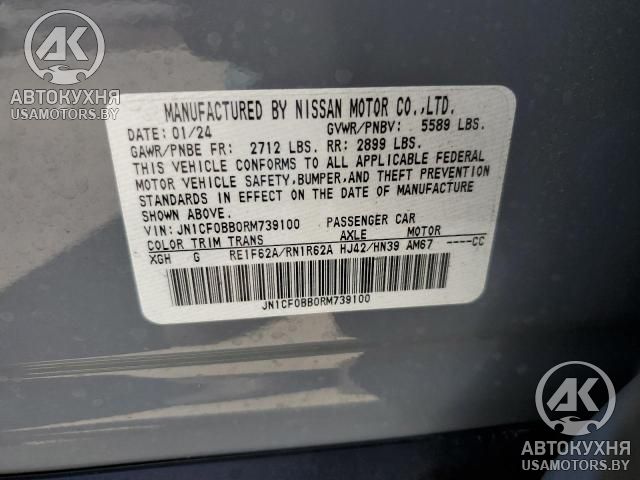 АК
АВТОКУХНЯ
USAMOTORS.BY
MANUFACTURED BY NISSAN MOTOR CO.,LTD.
DATE: 01/24 GVWR/PNBV: 5589 LBS.
GAWR/PNBE FR: 2712 LBS. RR: 2899 LBS.
THIS VEHICLE CONFORMS TO ALL APPLICABLE FEDERAL
MOTOR VEHICLE SAFETY, BUMPER, AND THEFT PREVENTION
STANDARDS IN EFFECT ON THE DATE OF MANUFACTURE
SHOWN ABOVE.
VIN: JN1CF0BB0RM739100 PASSENGER CAR
COLOR TRIM TRANS AXLE MOTOR
XGH G RE1F62A/RN1R62A HJ42/HN39 AM67 ----CC
JN1CF0BB0RM739100
АК
АВТОКУХНЯ
USAMOTORS.BY